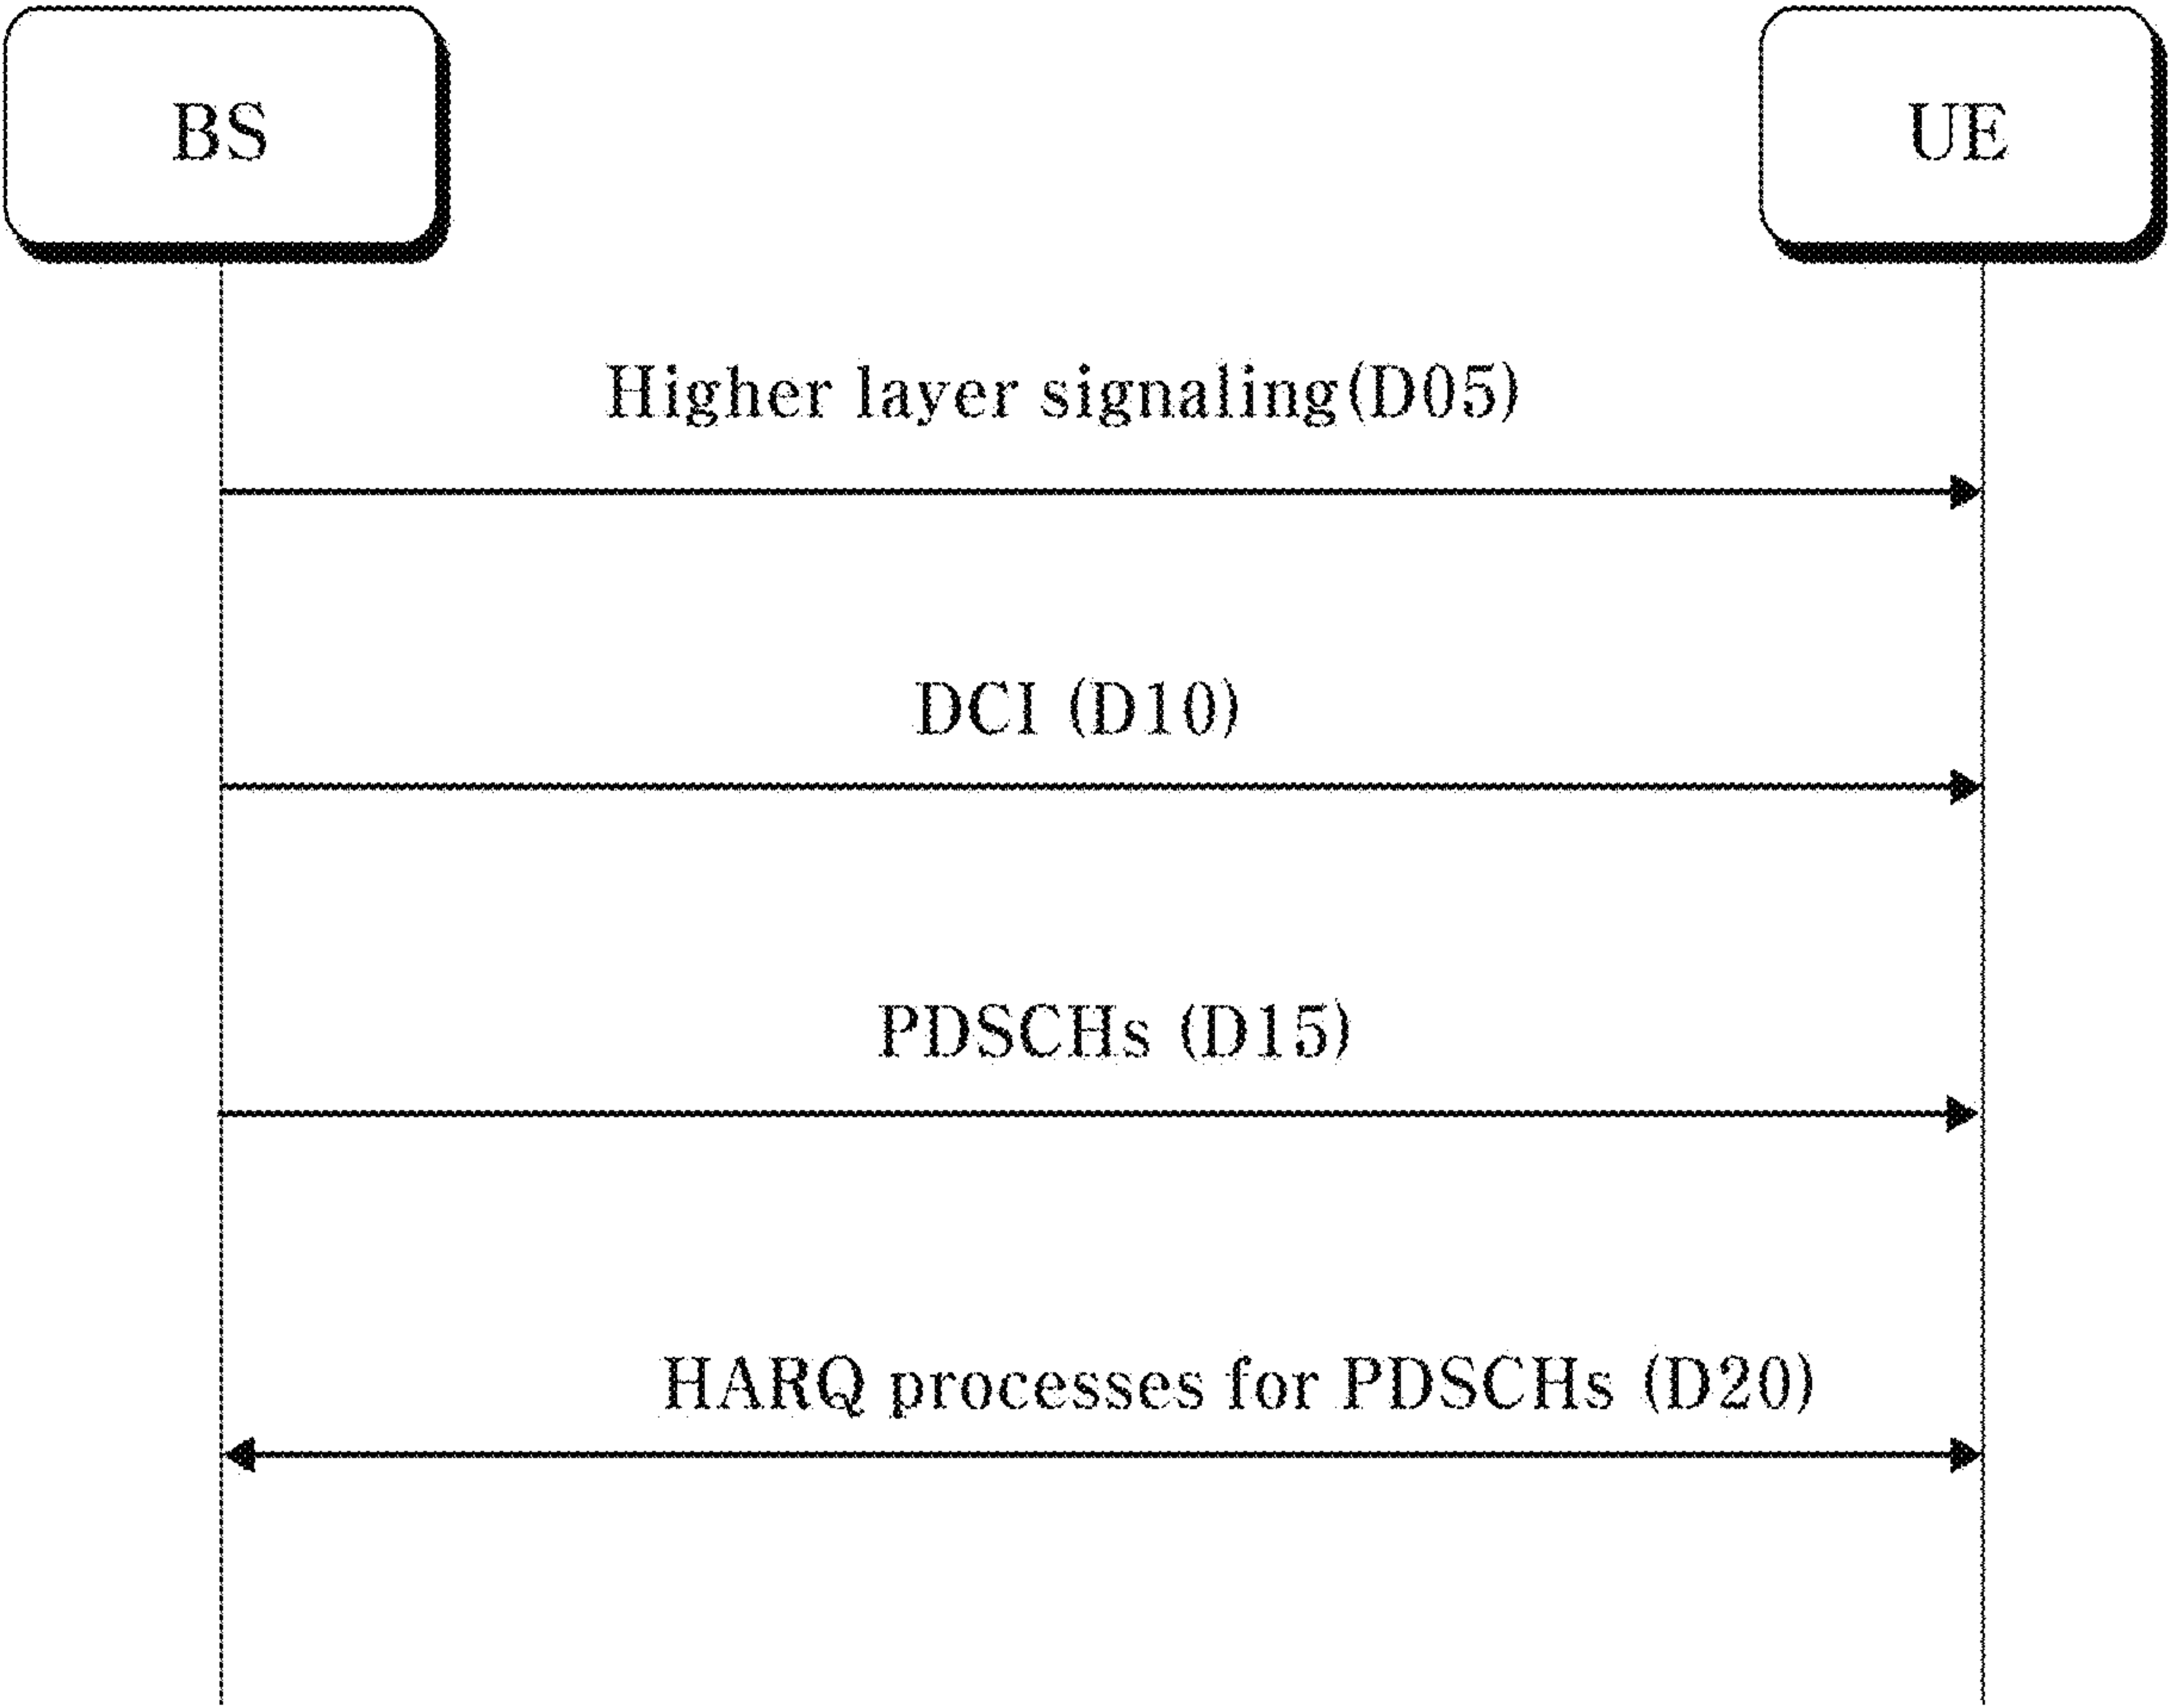 BS
UE
Higher layer signaling(D05)
DCI (D10)
PDSCHs (D15)
HARQ processes for PDSCHs (D20)